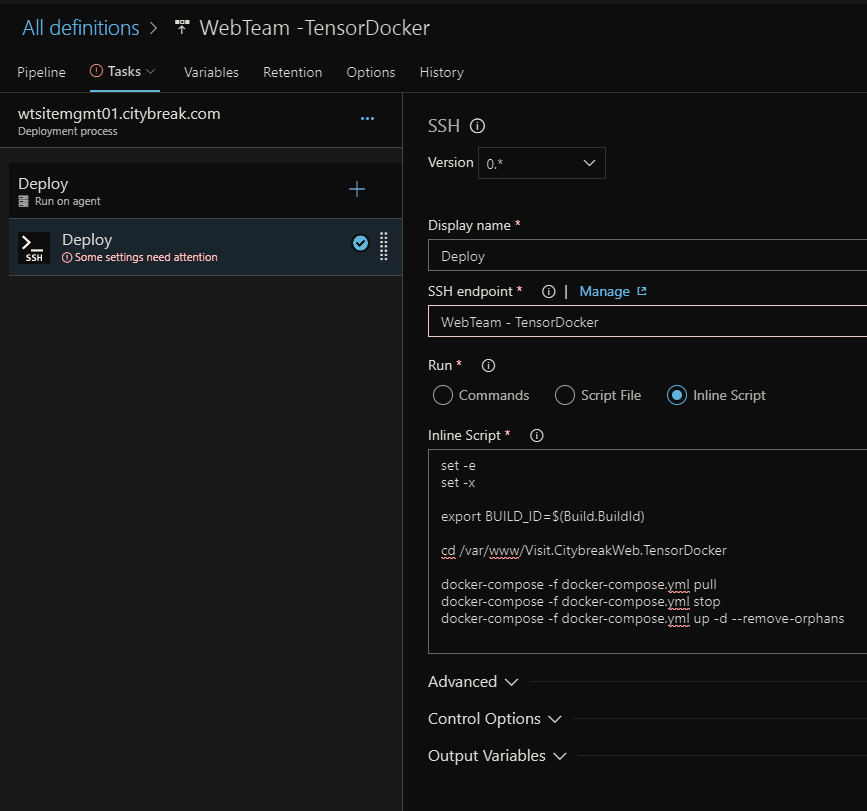 All definitions > WebTeam -TensorDocker
Pipeline Tasks Variables Retention Options History
wtsitemgmt01.citybreak.com
Deployment process
Deploy
Run on agent
SSH
Deploy
Some settings need attention
SSH
Version 0.*
Display name *
Deploy
SSH endpoint * | Manage
WebTeam - TensorDocker
Run *
Commands Script File Inline Script
Inline Script *
set -e
set -x
export BUILD_ID=$(Build.BuildId)
cd /var/www/Visit.CitybreakWeb.TensorDocker
docker-compose -f docker-compose.yml pull
docker-compose -f docker-compose.yml stop
docker-compose -f docker-compose.yml up -d --remove-orphans
Advanced
Control Options
Output Variables